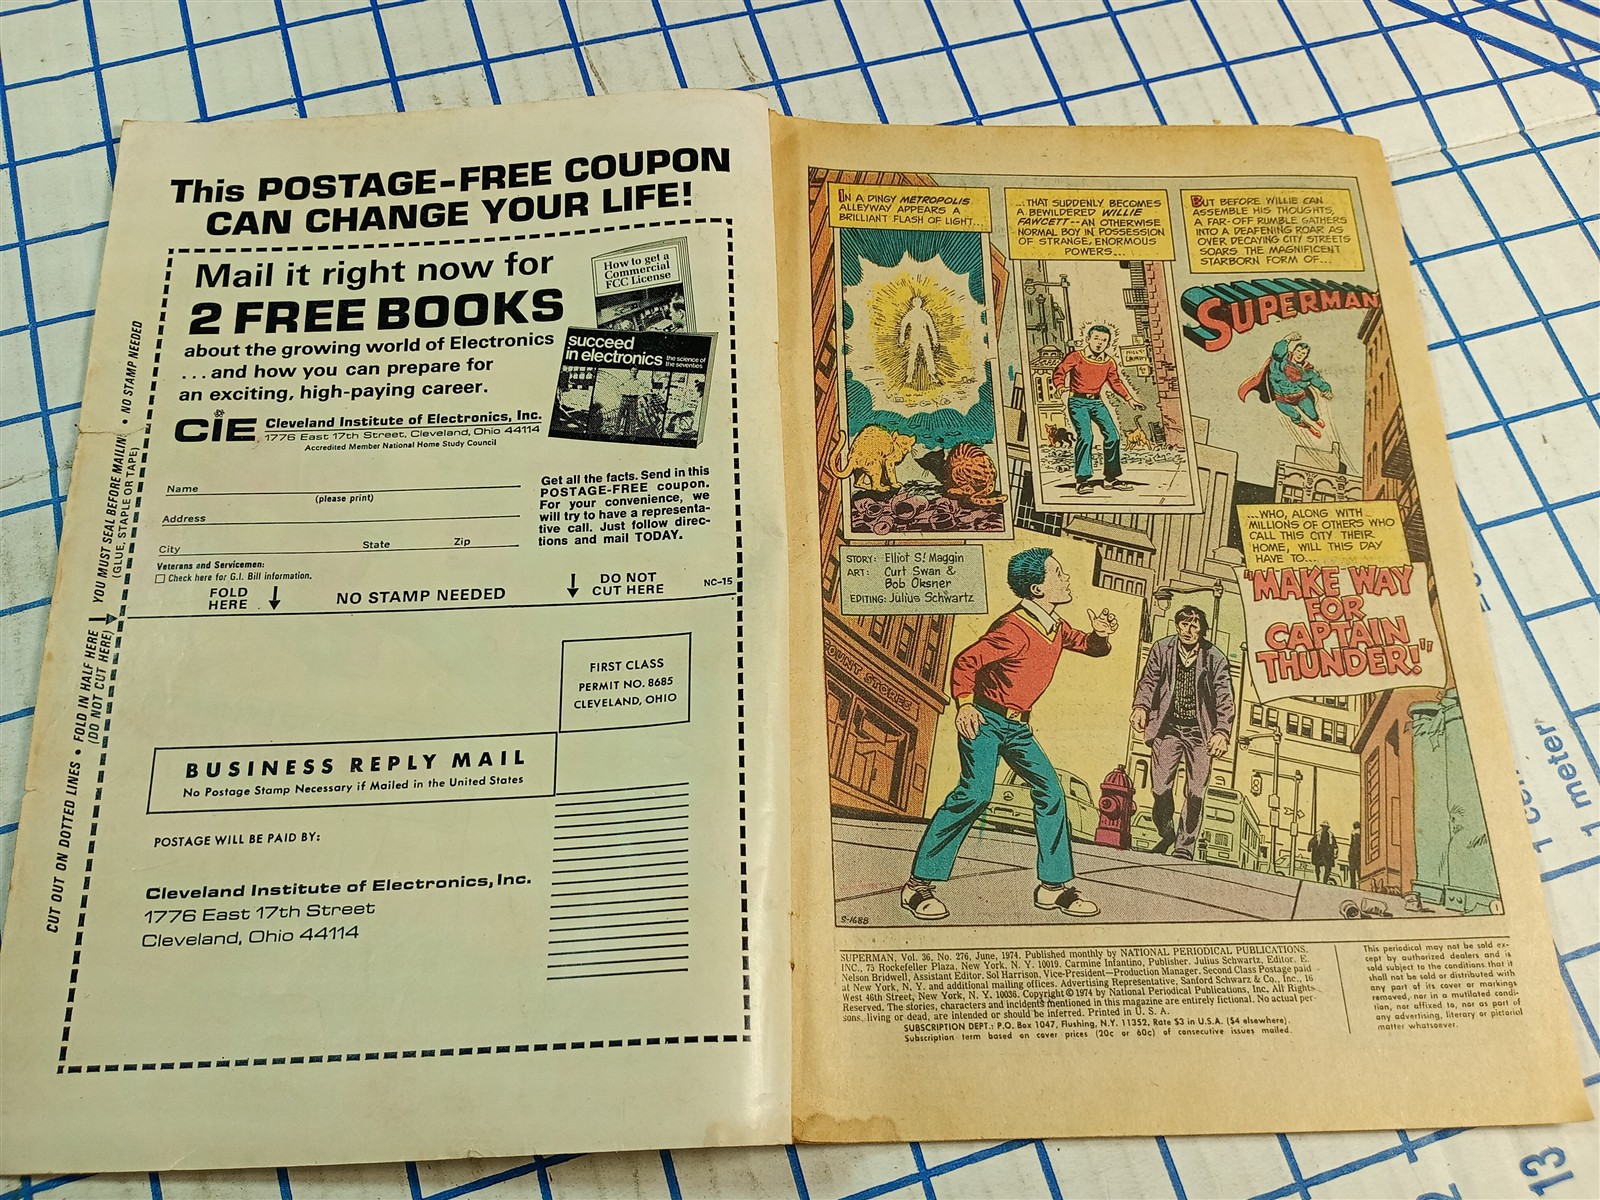 This POSTAGE-FREE COUPON
CAN CHANGE YOUR LIFE!
Mail it right now for
2 FREE BOOKS
about the growing world of Electronics
...and how you can prepare for
an exciting, high-paying career.
How to get a
Commercial
FCC License
succeed
in electronics
the science of
the seventies
CIE
Cleveland Institute of Electronics, Inc.
1776 East 17th Street, Cleveland, Ohio 44114
Accredited Member National Home Study Council
Name
(please print)
Address
City State Zip
Veterans and Servicemen:
Check here for G.I. Bill information.
Get all the facts. Send in this
POSTAGE-FREE coupon.
For your convenience, we
will try to have a representa-
tive call. Just follow direc-
tions and mail TODAY.
FOLD
HERE
NO STAMP NEEDED
DO NOT
CUT HERE
NC-15
CUT OUT ON DOTTED LINES • FOLD IN HALF HERE
(DO NOT CUT HERE)
YOU MUST SEAL BEFORE MAILING • NO STAMP NEEDED
(GLUE, STAPLE OR TAPE)
FIRST CLASS
PERMIT NO. 8685
CLEVELAND, OHIO
BUSINESS REPLY MAIL
No Postage Stamp Necessary if Mailed in the United States
POSTAGE WILL BE PAID BY:
Cleveland Institute of Electronics, Inc.
1776 East 17th Street
Cleveland, Ohio 44114
IN A DINGY METROPOLIS
ALLEYWAY APPEARS A
BRILLIANT FLASH OF LIGHT...
...THAT SUDDENLY BECOMES
A BEWILDERED WILLIE
FAWCETT--AN OTHERWISE
NORMAL BOY IN POSSESSION
OF STRANGE, ENORMOUS
POWERS...
BUT BEFORE WILLIE CAN
ASSEMBLE HIS THOUGHTS,
A FAR-OFF RUMBLE GATHERS
INTO A DEAFENING ROAR AS
OVER DECAYING CITY STREETS
SOARS THE MAGNIFICENT
STARBORN FORM OF...
SUPERMAN
...WHO, ALONG WITH
MILLIONS OF OTHERS WHO
CALL THIS CITY THEIR
HOME, WILL THIS DAY
HAVE TO...
"MAKE WAY
FOR
CAPTAIN
THUNDER!"
STORY: Elliot S! Maggin
ART: Curt Swan &
Bob Oksner
EDITING: Julius Schwartz
OUNT STORES
S-168B
1
SUPERMAN, Vol. 36, No. 276, June, 1974. Published monthly by NATIONAL PERIODICAL PUBLICATIONS,
INC., 75 Rockefeller Plaza, New York, N. Y. 10019. Carmine Infantino, Publisher. Julius Schwartz, Editor. E.
Nelson Bridwell, Assistant Editor. Sol Harrison, Vice-President—Production Manager. Second Class Postage paid
at New York, N. Y. and additional mailing offices. Advertising Representative, Sanford Schwarz & Co., Inc., 16
West 46th Street, New York, N. Y. 10036. Copyright © 1974 by National Periodical Publications, Inc. All Rights
Reserved. The stories, characters and incidents mentioned in this magazine are entirely fictional. No actual per-
sons, living or dead, are intended or should be inferred. Printed in U. S. A.
SUBSCRIPTION DEPT.: P.O. Box 1047, Flushing, N.Y. 11352, Rate $3 in U.S.A. ($4 elsewhere).
Subscription term based on cover prices (20c or 60c) of consecutive issues mailed.
This periodical may not be sold ex-
cept by authorized dealers and is
sold subject to the conditions that it
shall not be sold or distributed with
any part of its cover or markings
removed, nor in a mutilated condi-
tion, nor affixed to, nor as part of
any advertising, literary or pictorial
matter whatsoever.
1 meter
13